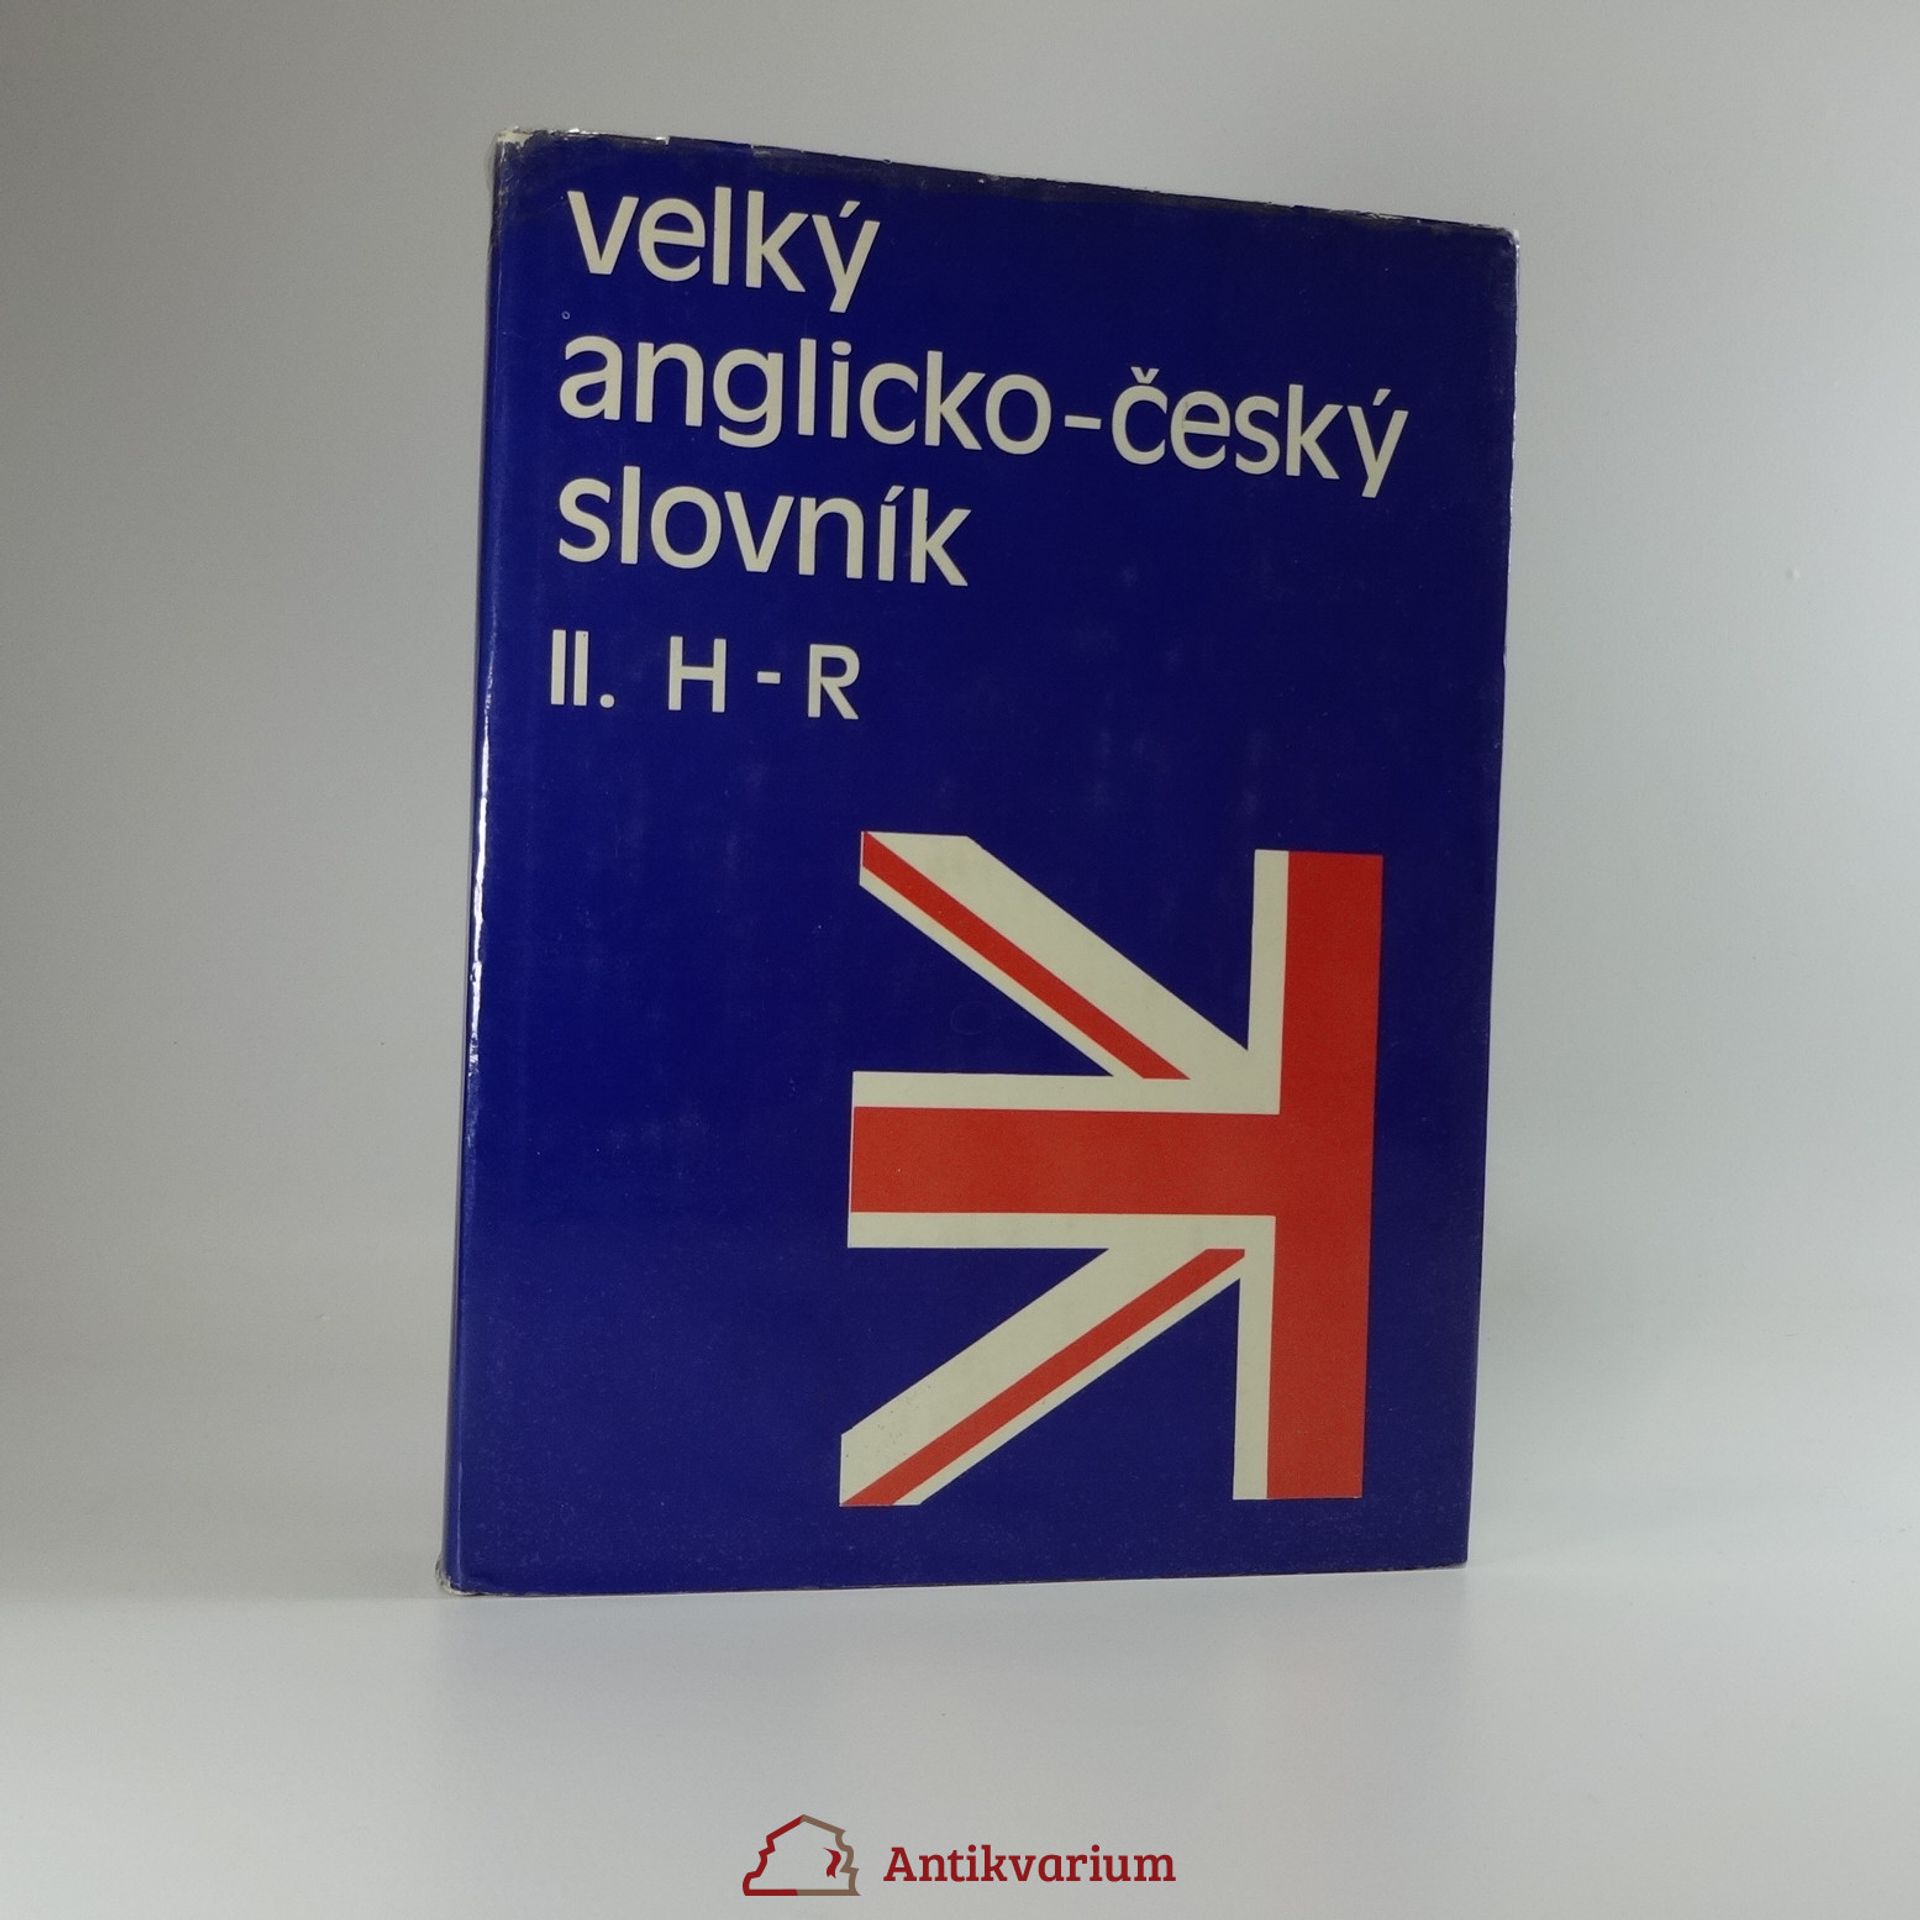 velký
anglicko-český
slovník
II. H-R
Antikvarium